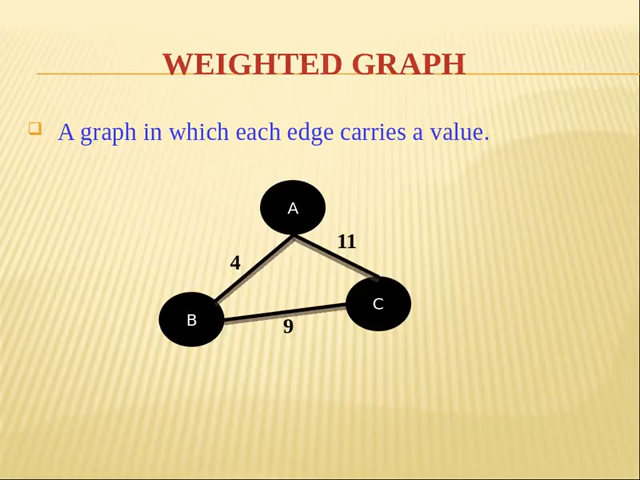 WEIGHTED GRAPH
A graph in which each edge carries a value.
A
11
4
C
B
9